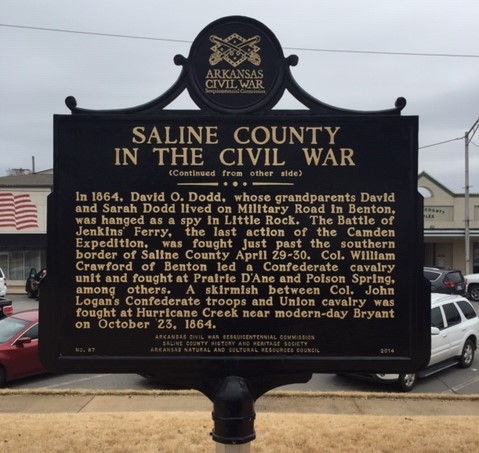 ARKANSAS
CIVIL WAR
Sesquicentennial Commission
SALINE COUNTY
IN THE CIVIL WAR
(Continued from other side)
In 1864, David O. Dodd, whose grandparents David
and Sarah Dodd lived on Military Road in Benton,
was hanged as a spy in Little Rock. The Battle of
Jenkins' Ferry, the last action of the Camden
Expedition, was fought just past the southern
border of Saline County April 29-30. Col. William
Crawford of Benton led a Confederate cavalry
unit and fought at Prairie D'Ane and Poison Spring,
among others. A skirmish between Col. John
Logan's Confederate troops and Union cavalry was
fought at Hurricane Creek near modern-day Bryant
on October 23, 1864.
ARKANSAS CIVIL WAR SESQUICENTENNIAL COMMISSION
SALINE COUNTY HISTORY AND HERITAGE SOCIETY
ARKANSAS NATURAL AND CULTURAL RESOURCES COUNCIL
NO. 87
2014